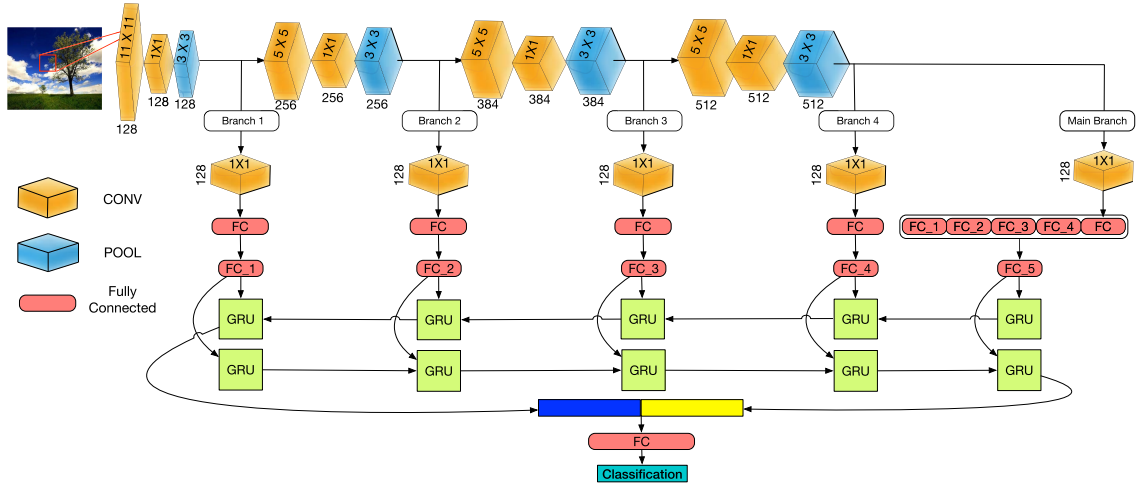 11 X 11
1X1
3 X 3
5 X 5
1X1
3 X 3
5 X 5
1X1
3 X 3
5 X 5
1X1
3 X 3
128
128
128
256
256
256
384
384
384
512
512
512
Branch 1
Branch 2
Branch 3
Branch 4
Main Branch
128
1X1
128
1X1
128
1X1
128
1X1
128
1X1
CONV
POOL
Fully
Connected
FC
FC
FC
FC
FC_1
FC_2
FC_3
FC_4
FC
FC_1
FC_2
FC_3
FC_4
FC_5
GRU
GRU
GRU
GRU
GRU
GRU
GRU
GRU
GRU
GRU
FC
Classification